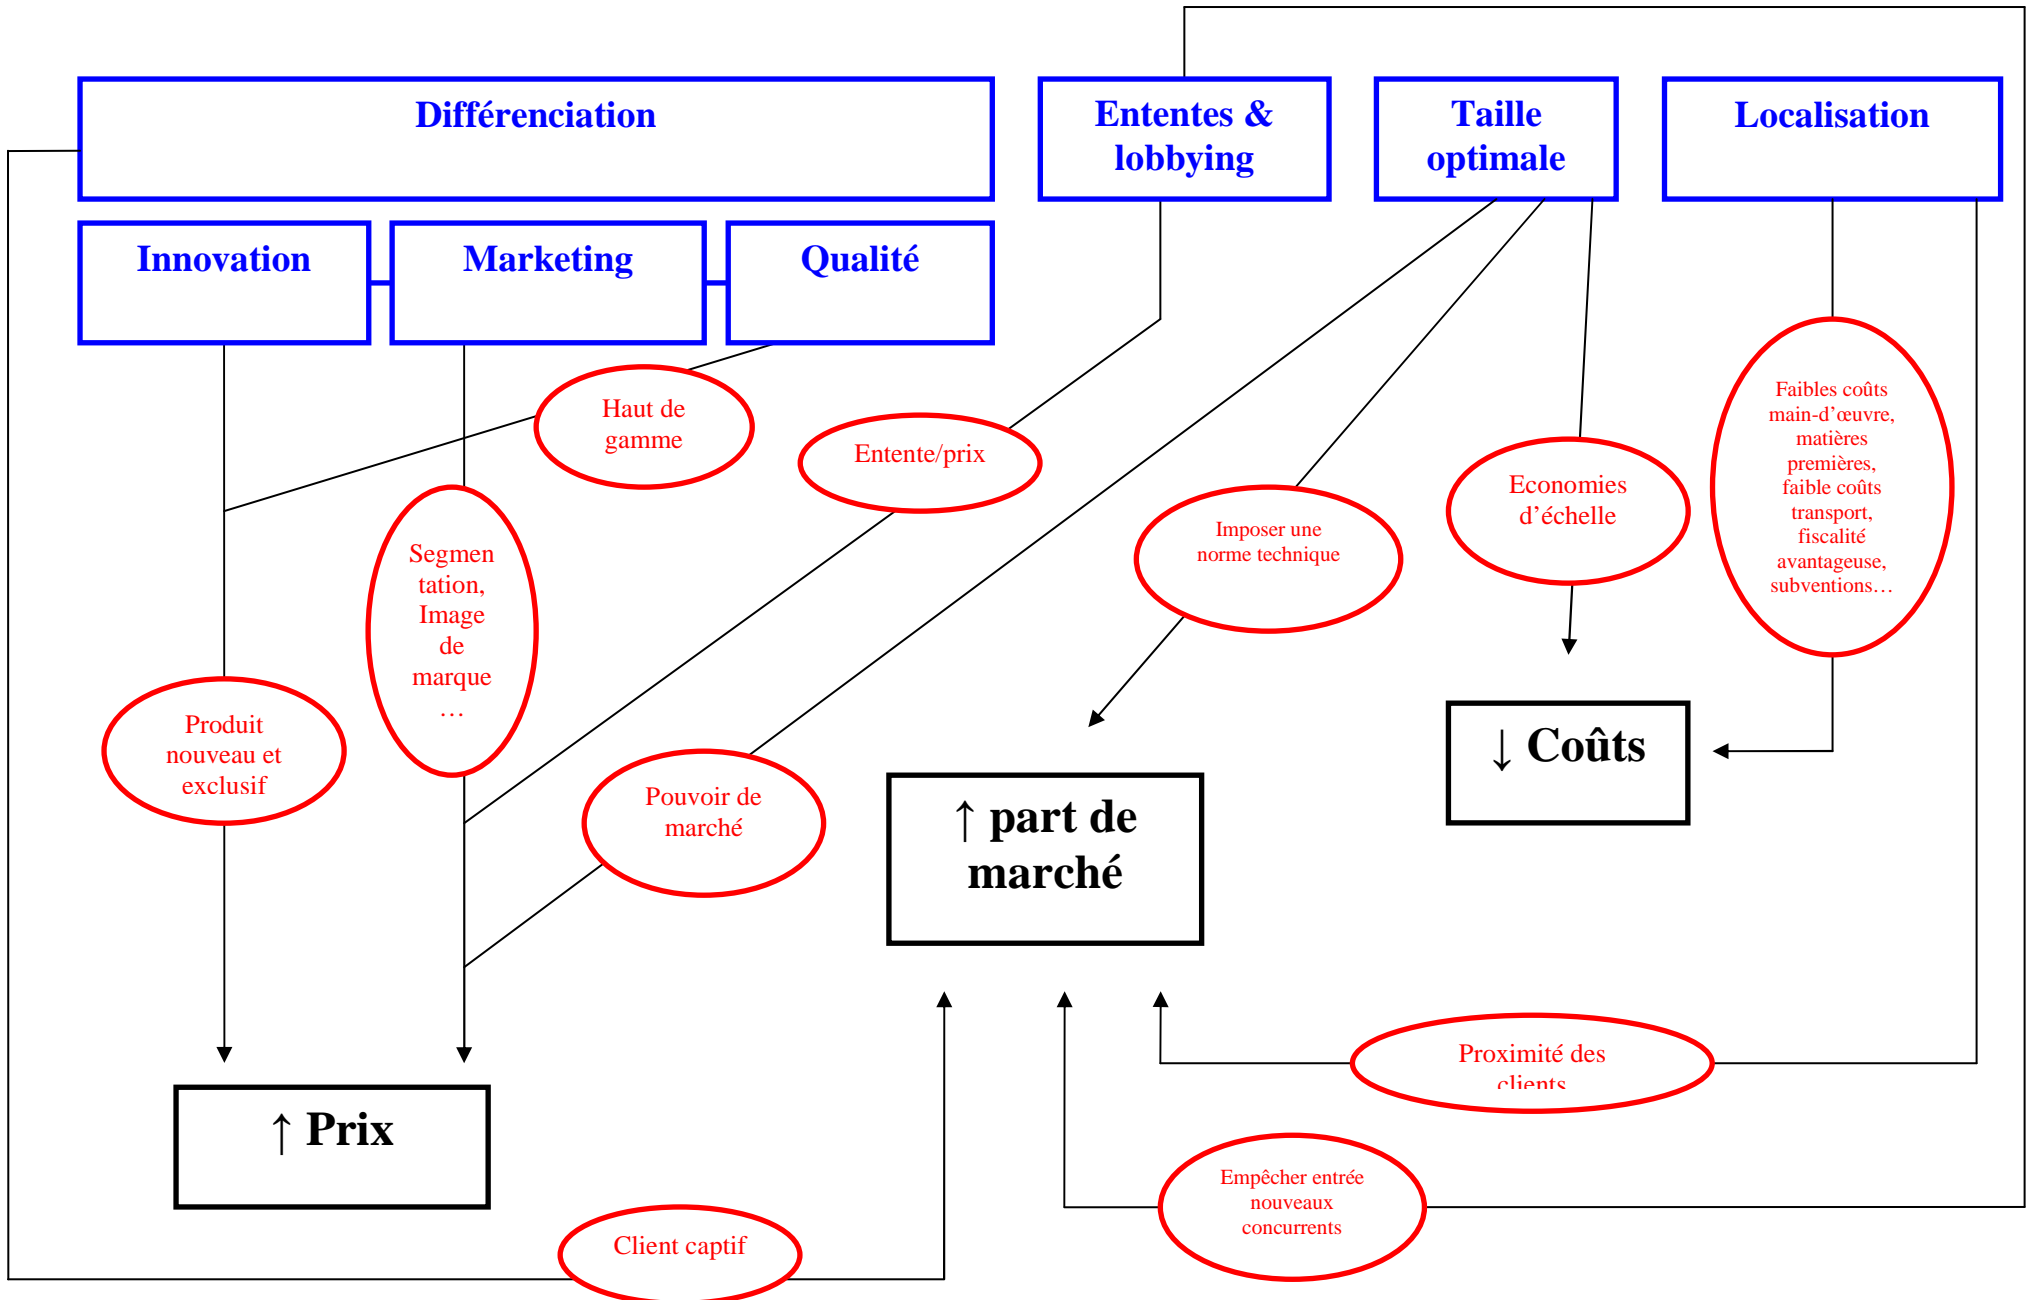 Différenciation
Ententes &
lobbying
Taille
optimale
Localisation
Innovation
Marketing
Qualité
Haut de
gamme
Entente/prix
Imposer une
norme technique
Economies
d'échelle
Faibles coûts
main-d'œuvre,
matières
premières,
faible coûts
transport,
fiscalité
avantageuse,
subventions…
Segmen
tation,
Image
de
marque
…
Produit
nouveau et
exclusif
Pouvoir de
marché
↑ part de
marché
↓ Coûts
Proximité des
clients
↑ Prix
Empêcher entrée
nouveaux
concurrents
Client captif